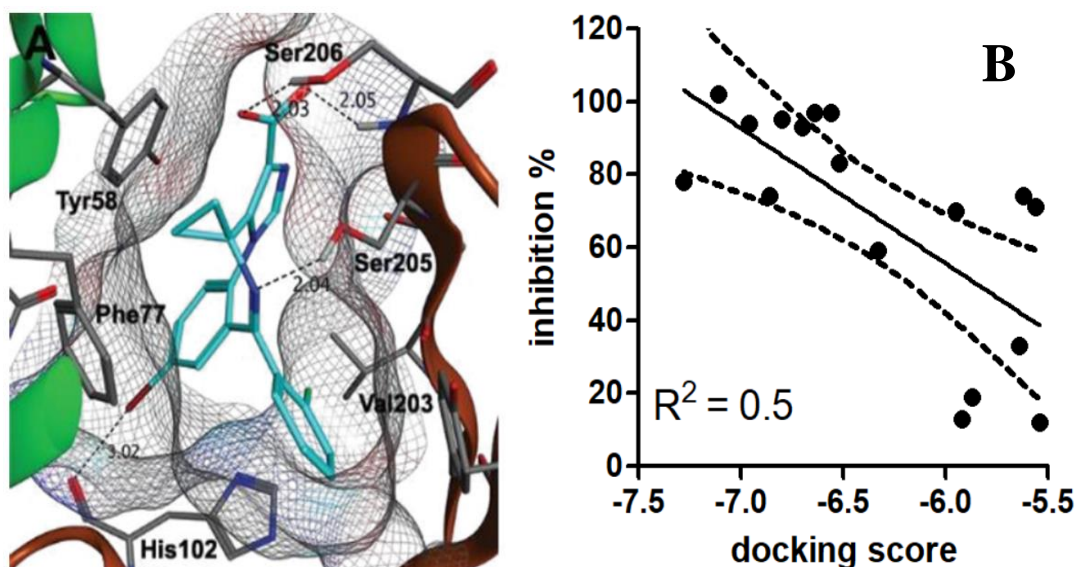 A
Ser206
2.03
2.05
Tyr58
Ser205
2.04
Phe77
Val203
3.02
His102
B
120
100
80
60
40
20
0
inhibition %
R² = 0.5
-7.5 -7.0 -6.5 -6.0 -5.5
docking score